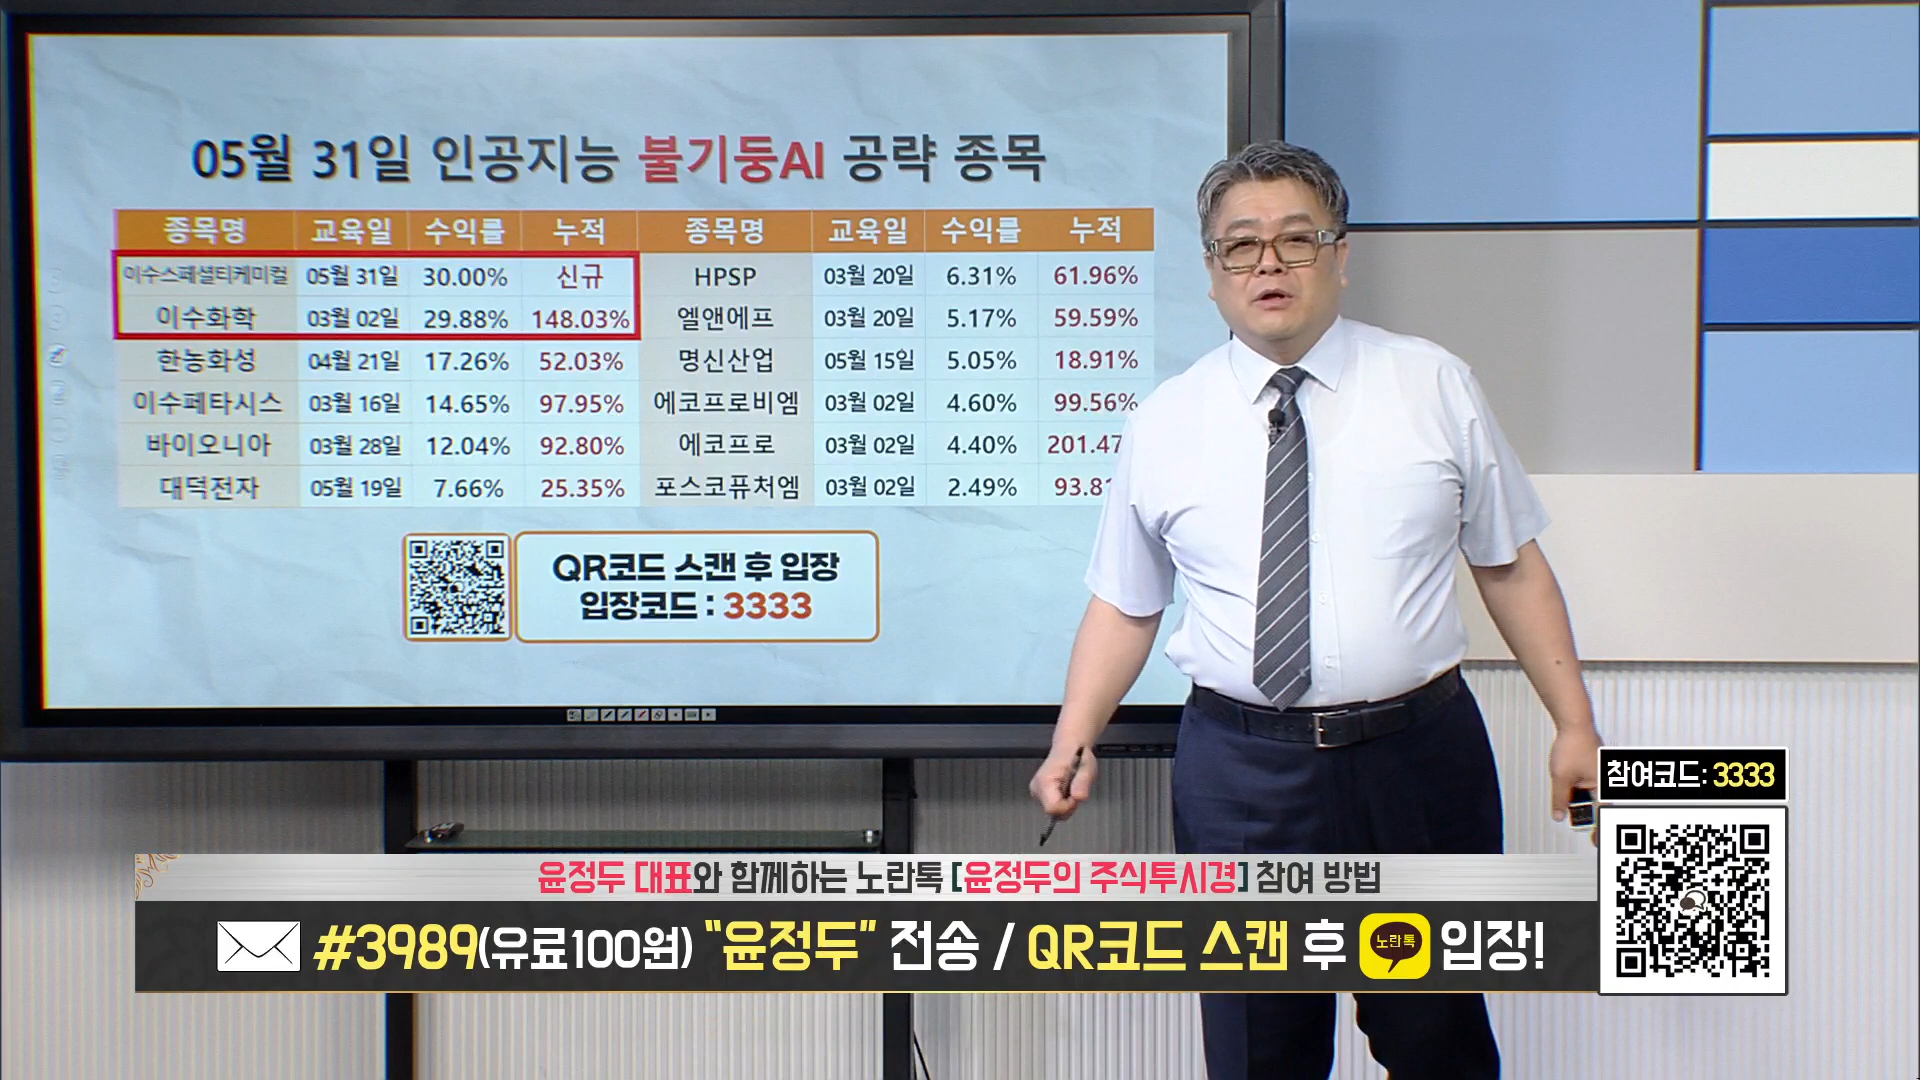 05월 31일 인공지능 불기둥AI 공략 종목
종목명 교육일 수익률 누적 종목명 교육일 수익률 누적
이수스페셜티케미컬 05월 31일 30.00% 신규 HPSP 03월 20일 6.31% 61.96%
이수화학 03월 02일 29.88% 148.03% 엘앤에프 03월 20일 5.17% 59.59%
한농화성 04월 21일 17.26% 52.03% 명신산업 05월 15일 5.05% 18.91%
이수페타시스 03월 16일 14.65% 97.95% 에코프로비엠 03월 02일 4.60% 99.56%
바이오니아 03월 28일 12.04% 92.80% 에코프로 03월 02일 4.40% 201.47
대덕전자 05월 19일 7.66% 25.35% 포스코퓨처엠 03월 02일 2.49% 93.81
QR코드 스캔 후 입장
입장코드 : 3333
참여코드: 3333
윤정두 대표와 함께하는 노란톡 [윤정두의 주식투시경] 참여 방법
#3989(유료100원) "윤정두" 전송 / QR코드 스캔 후 노란톡 입장!